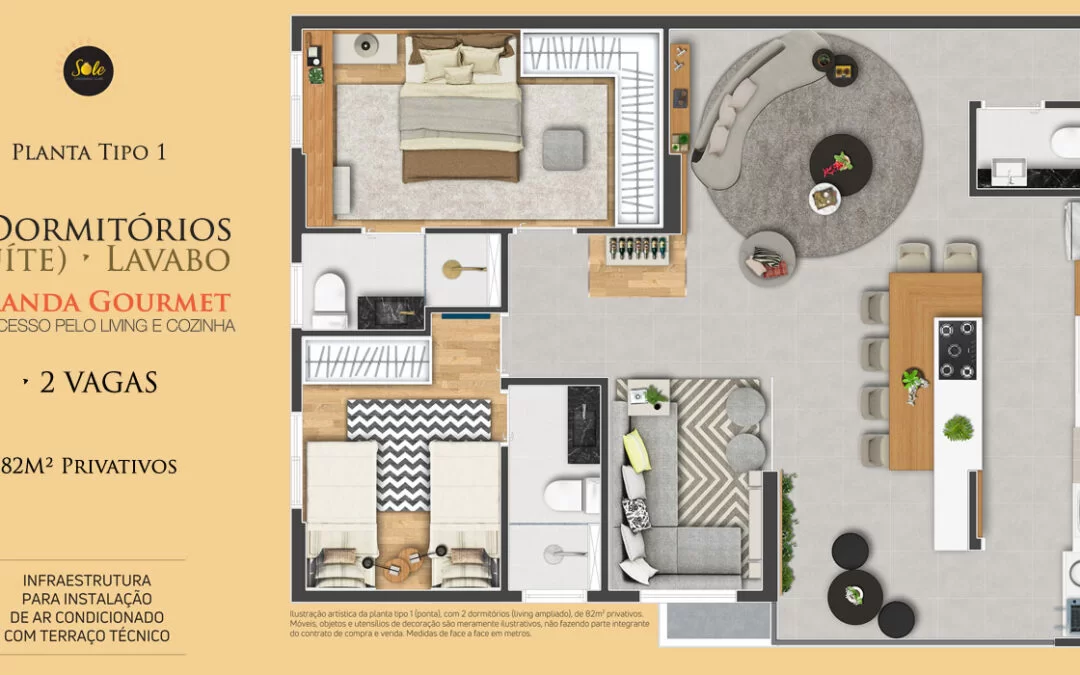 Sole
PLANTA TIPO 1
DORMITÓRIOS
ÍTE) · LAVABO
ANDA GOURMET
CESSO PELO LIVING E COZINHA
· 2 VAGAS
82M² PRIVATIVOS
INFRAESTRUTURA
PARA INSTALAÇÃO
DE AR CONDICIONADO
COM TERRAÇO TÉCNICO
Ilustração artística da planta tipo 1 (ponta), com 2 dormitórios (living ampliado), de 82m² privativos.
Móveis, objetos e utensílios de decoração são meramente ilustrativos, não fazendo parte integrante
do contrato de compra e venda. Medidas de face a face em metros.